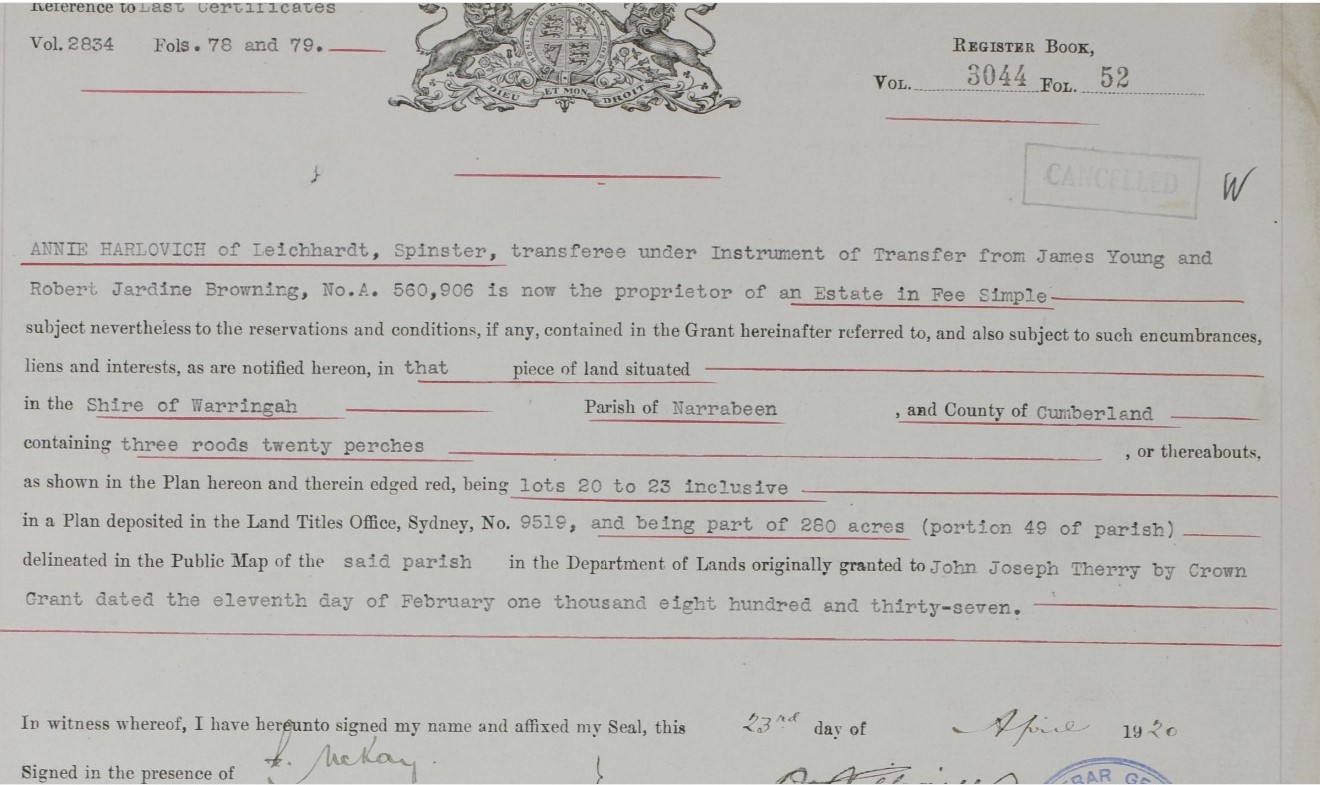 Reference to Last Certificates
Vol. 2834 Fols. 78 and 79.
DIEU ET MON DROIT
REGISTER BOOK,
VOL. 3044 FOL. 52
CANCELLED
W
ANNIE HARLOVICH of Leichhardt, Spinster, transferee under Instrument of Transfer from James Young and
Robert Jardine Browning, No.A. 560,906 is now the proprietor of an Estate in Fee Simple
subject nevertheless to the reservations and conditions, if any, contained in the Grant hereinafter referred to, and also subject to such encumbrances,
liens and interests, as are notified hereon, in that piece of land situated
in the Shire of Warringah Parish of Narrabeen , and County of Cumberland
containing three roods twenty perches , or thereabouts,
as shown in the Plan hereon and therein edged red, being lots 20 to 23 inclusive
in a Plan deposited in the Land Titles Office, Sydney, No. 9519, and being part of 280 acres (portion 49 of parish)
delineated in the Public Map of the said parish in the Department of Lands originally granted to John Joseph Therry by Crown
Grant dated the eleventh day of February one thousand eight hundred and thirty-seven.
In witness whereof, I have hereunto signed my name and affixed my Seal, this 23rd day of April 1920
Signed in the presence of McKay.